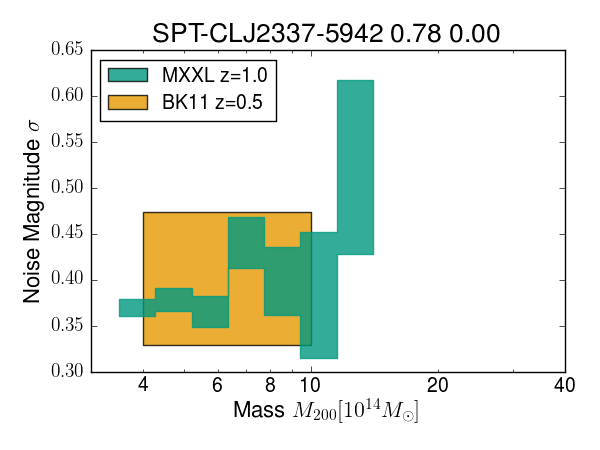 SPT-CLJ2337-5942 0.78 0.00
MXXL z=1.0
BK11 z=0.5
Noise Magnitude σ
0.65
0.60
0.55
0.50
0.45
0.40
0.35
0.30
4 6 8 10 20 40
Mass M₂₀₀[10¹⁴M☉]